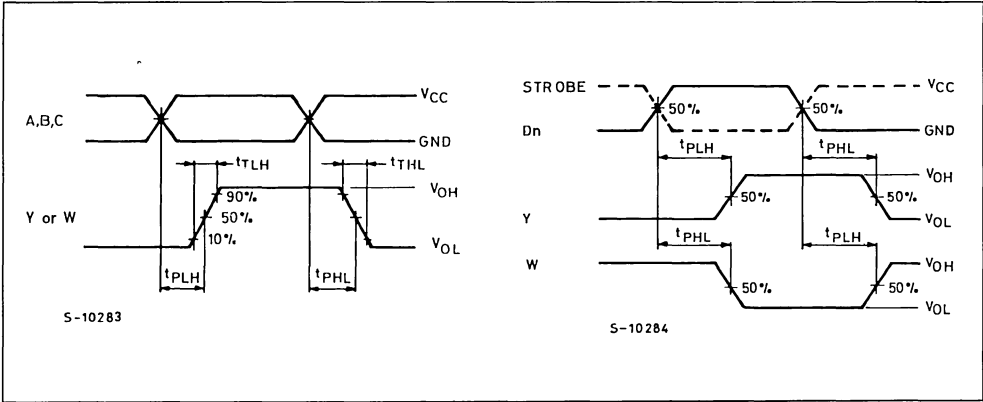 A,B,C
VCC
GND
tTLH
tTHL
Y or W
90%
50%
10%
VOH
VOL
tPLH
tPHL
S-10283
STROBE
Dn
50%
50%
VCC
GND
tPLH
tPHL
Y
50%
50%
VOH
VOL
tPHL
tPLH
W
50%
50%
VOH
VOL
S-10284